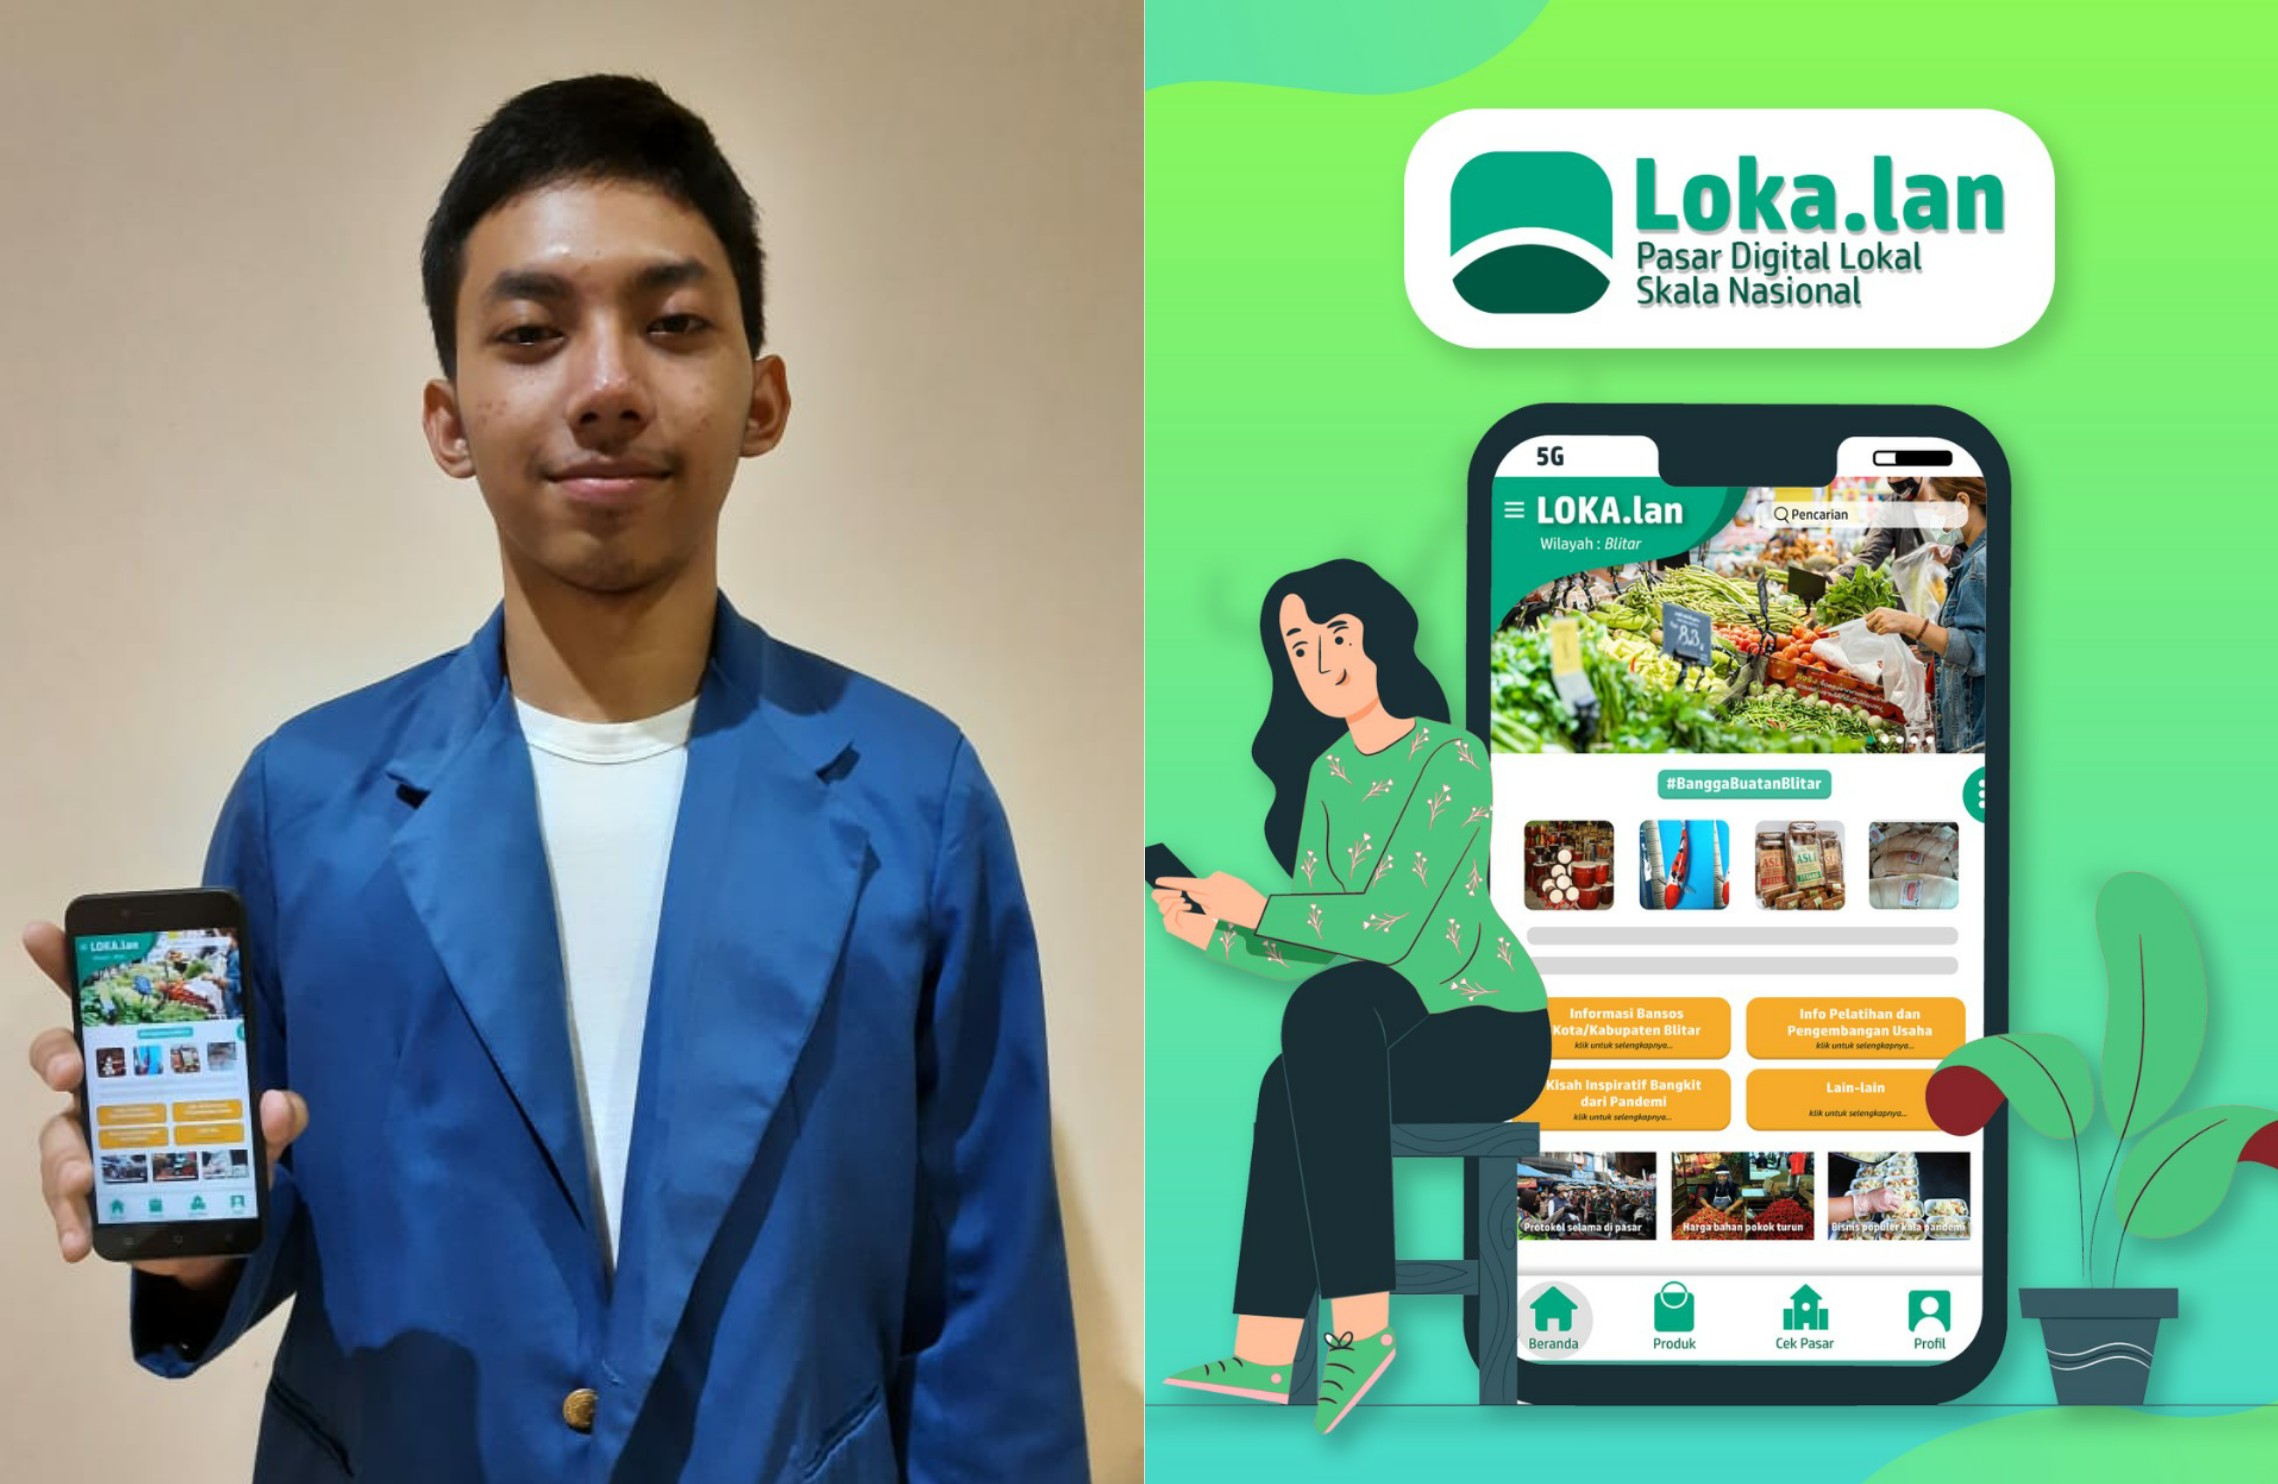 LOKA.lan
Loka.lan
Pasar Digital Lokal
Skala Nasional
5G
LOKA.lan
Pencarian
Wilayah : Blitar
83
#BanggaBuatanBlitar
ASLI
Informasi Bansos
Kota/Kabupaten Blitar
klik untuk selengkapnya...
Info Pelatihan dan
Pengembangan Usaha
klik untuk selengkapnya...
Kisah Inspiratif Bangkit
dari Pandemi
klik untuk selengkapnya...
Lain-lain
klik untuk selengkapnya...
Protokol selama di pasar
Harga bahan pokok turun
Bisnis populer kala pandemi
Beranda
Produk
Cek Pasar
Profil